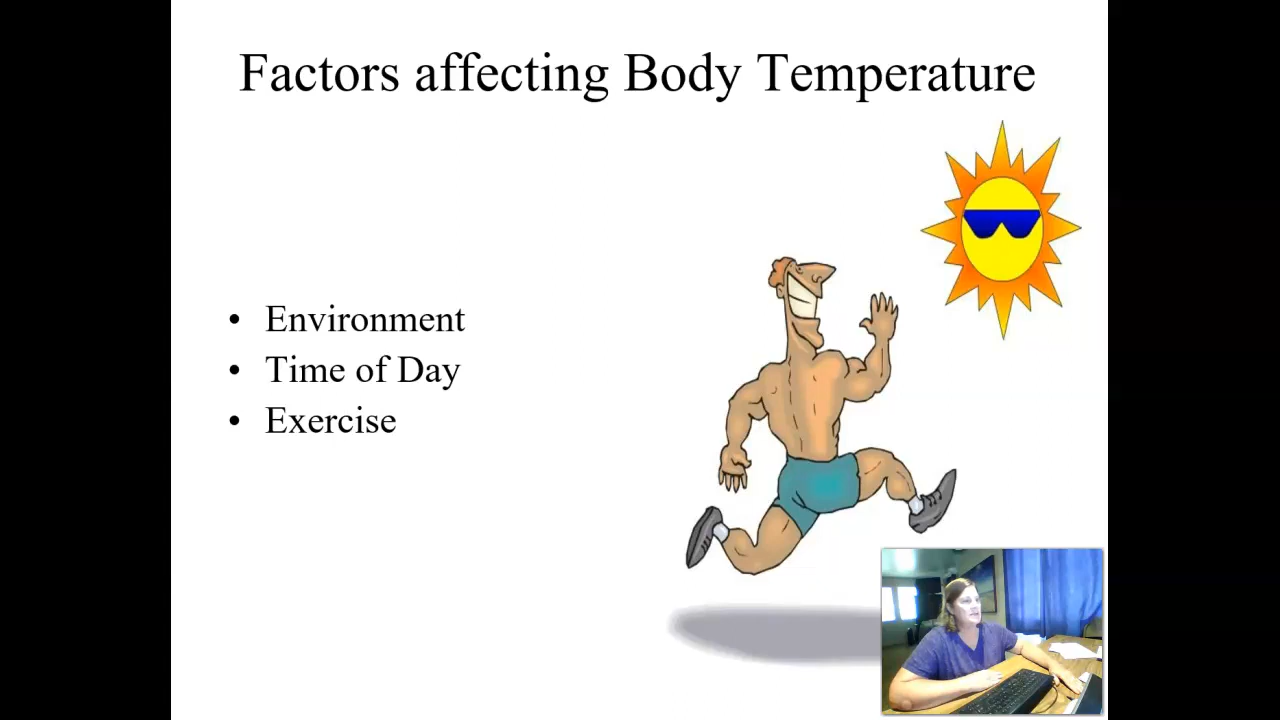 Factors affecting Body Temperature
• Environment
• Time of Day
• Exercise